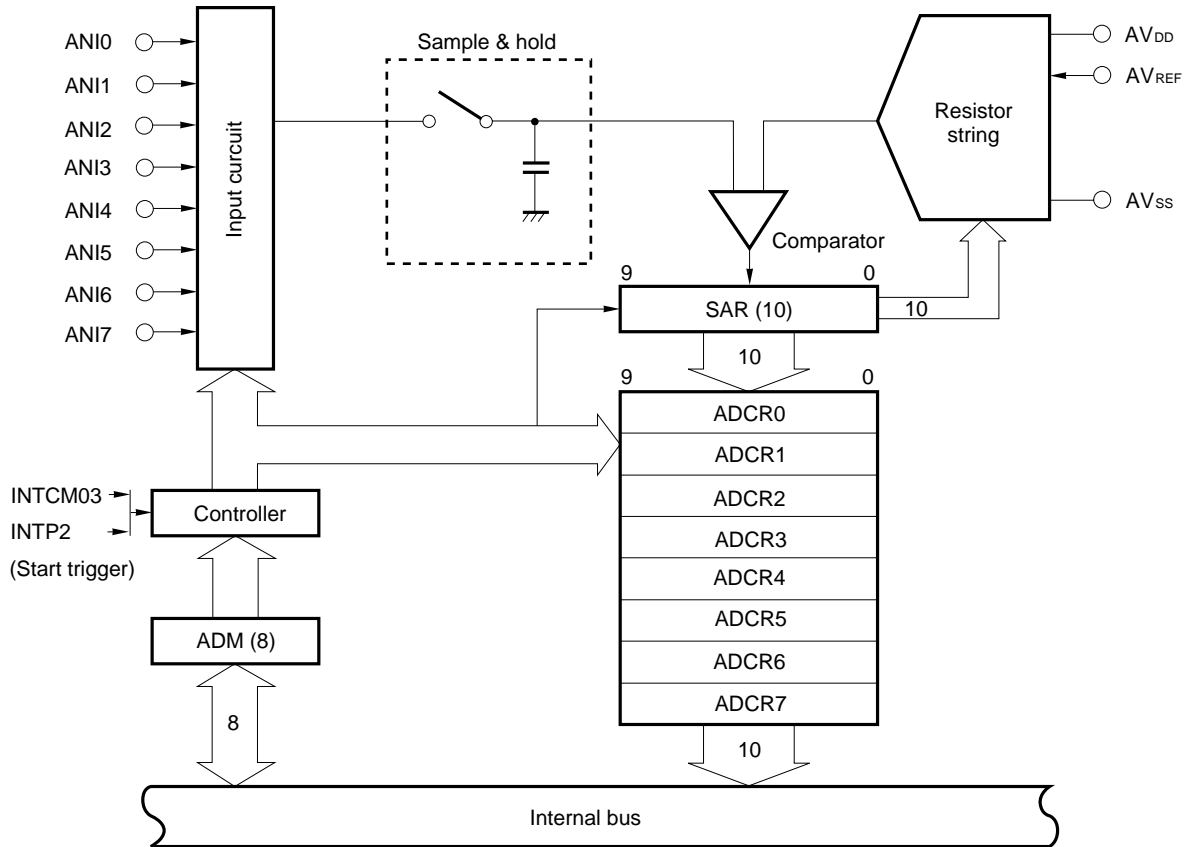 ANI0
ANI1
ANI2
ANI3
ANI4
ANI5
ANI6
ANI7
Input curcuit
Sample & hold
Resistor
string
AVDD
AVREF
AVSS
Comparator
9
0
SAR (10)
10
10
9
0
ADCR0
ADCR1
ADCR2
ADCR3
ADCR4
ADCR5
ADCR6
ADCR7
INTCM03
INTP2
(Start trigger)
Controller
ADM (8)
8
10
Internal bus